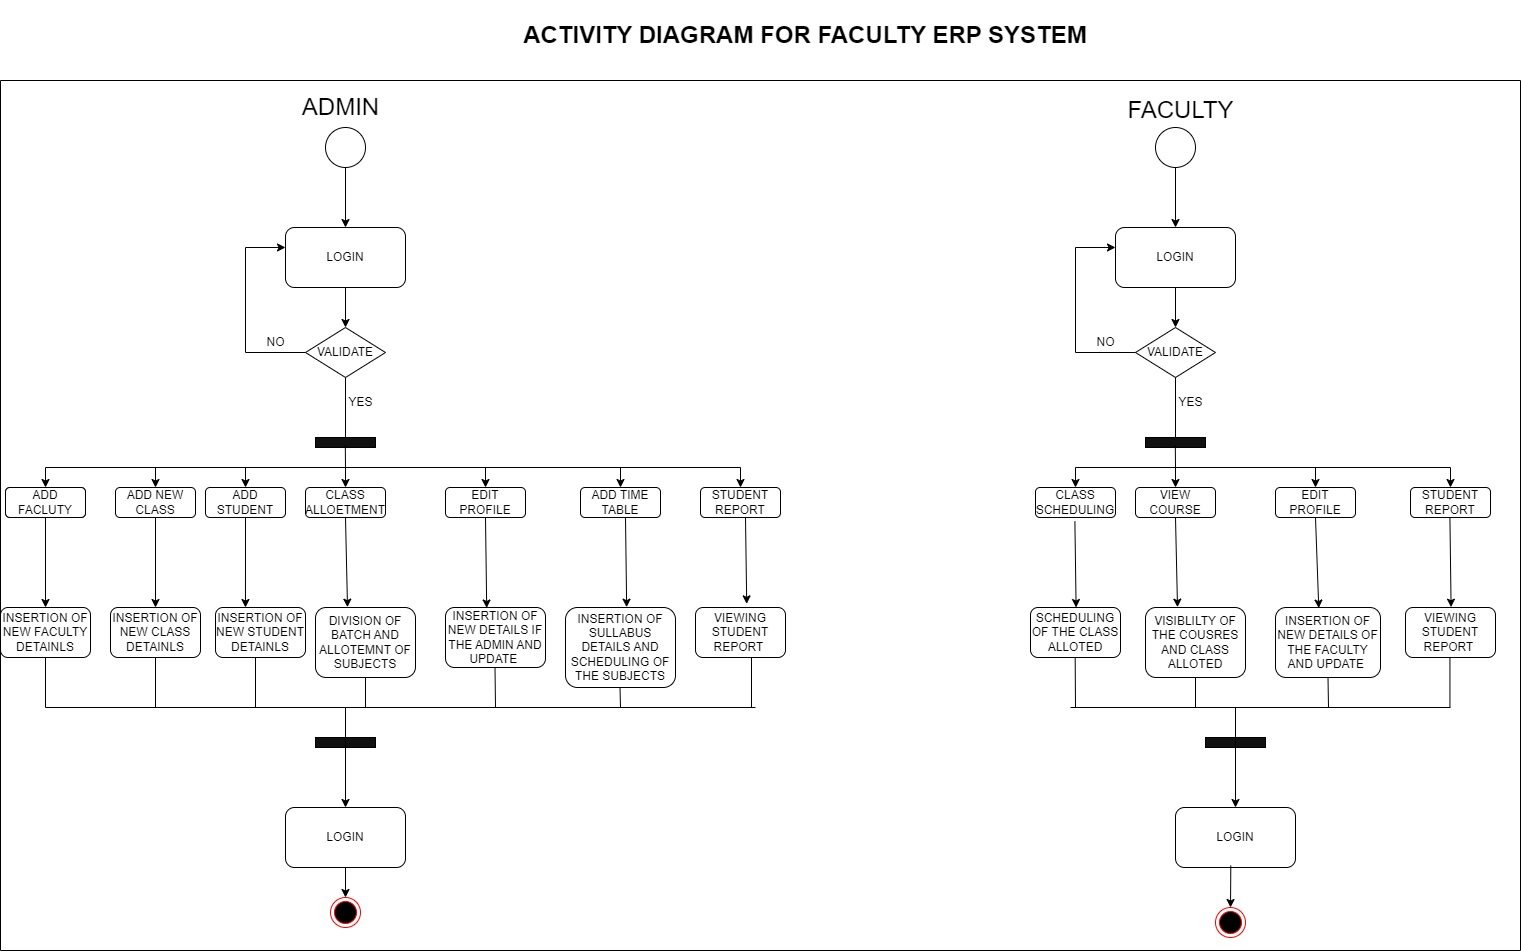 ACTIVITY DIAGRAM FOR FACULTY ERP SYSTEM
ADMIN
LOGIN
NO
VALIDATE
YES
ADD
FACLUTY
ADD NEW
CLASS
ADD
STUDENT
CLASS
ALLOETMENT
EDIT
PROFILE
ADD TIME
TABLE
STUDENT
REPORT
INSERTION OF
NEW FACULTY
DETAINLS
INSERTION OF
NEW CLASS
DETAINLS
INSERTION OF
NEW STUDENT
DETAINLS
DIVISION OF
BATCH AND
ALLOTEMNT OF
SUBJECTS
INSERTION OF
NEW DETAILS IF
THE ADMIN AND
UPDATE
INSERTION OF
SULLABUS
DETAILS AND
SCHEDULING OF
THE SUBJECTS
VIEWING
STUDENT
REPORT
LOGIN
FACULTY
LOGIN
NO
VALIDATE
YES
CLASS
SCHEDULING
VIEW
COURSE
EDIT
PROFILE
STUDENT
REPORT
SCHEDULING
OF THE CLASS
ALLOTED
VISIBLILTY OF
THE COUSRES
AND CLASS
ALLOTED
INSERTION OF
NEW DETAILS OF
THE FACULTY
AND UPDATE
VIEWING
STUDENT
REPORT
LOGIN